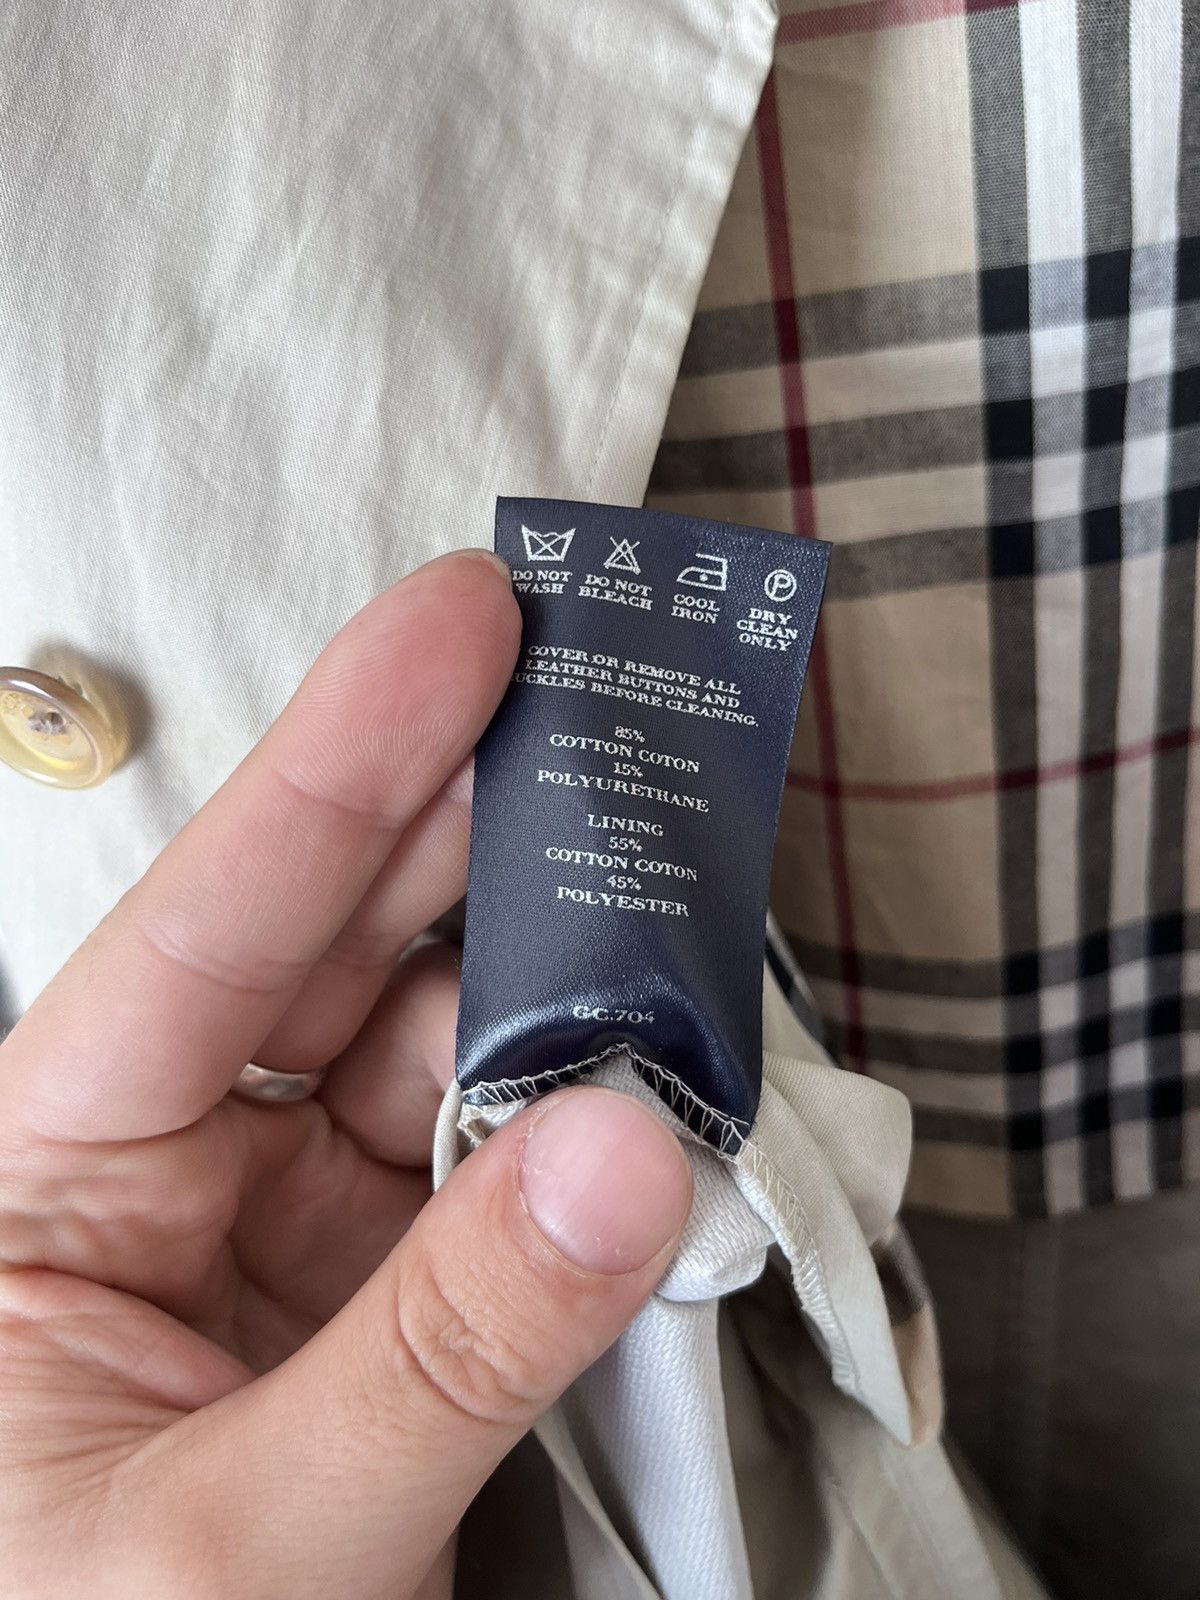 DO NOT WASH
DO NOT BLEACH
COOL IRON
P
DRY CLEAN ONLY
COVER OR REMOVE ALL
LEATHER BUTTONS AND
UCKLES BEFORE CLEANING.
85%
COTTON COTON
15%
POLYURETHANE
LINING
55%
COTTON COTON
45%
POLYESTER
GC.704